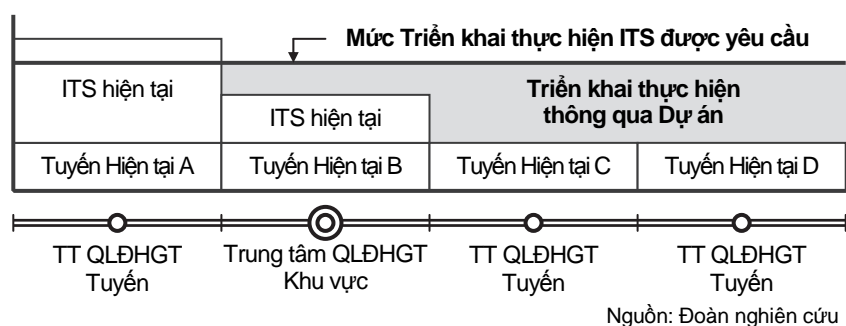 Mức Triển khai thực hiện ITS được yêu cầu
ITS hiện tại
ITS hiện tại
Triển khai thực hiện
thông qua Dự án
Tuyến Hiện tại A
Tuyến Hiện tại B
Tuyến Hiện tại C
Tuyến Hiện tại D
TT QLĐHGT
Tuyến
Trung tâm QLĐHGT
Khu vực
TT QLĐHGT
Tuyến
TT QLĐHGT
Tuyến
Nguồn: Đoàn nghiên cứu